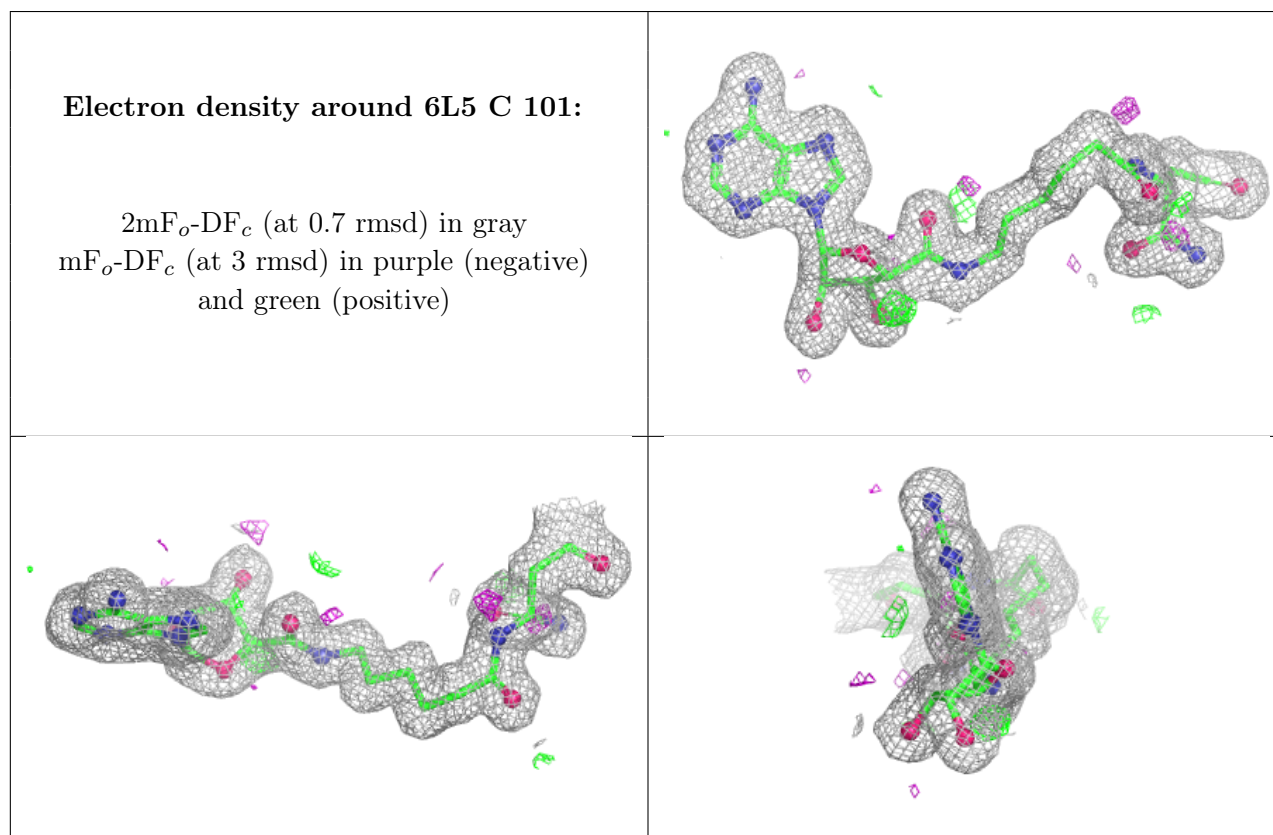 Electron density around 6L5 C 101:
2mFo-DFc (at 0.7 rmsd) in gray
mFo-DFc (at 3 rmsd) in purple (negative)
and green (positive)